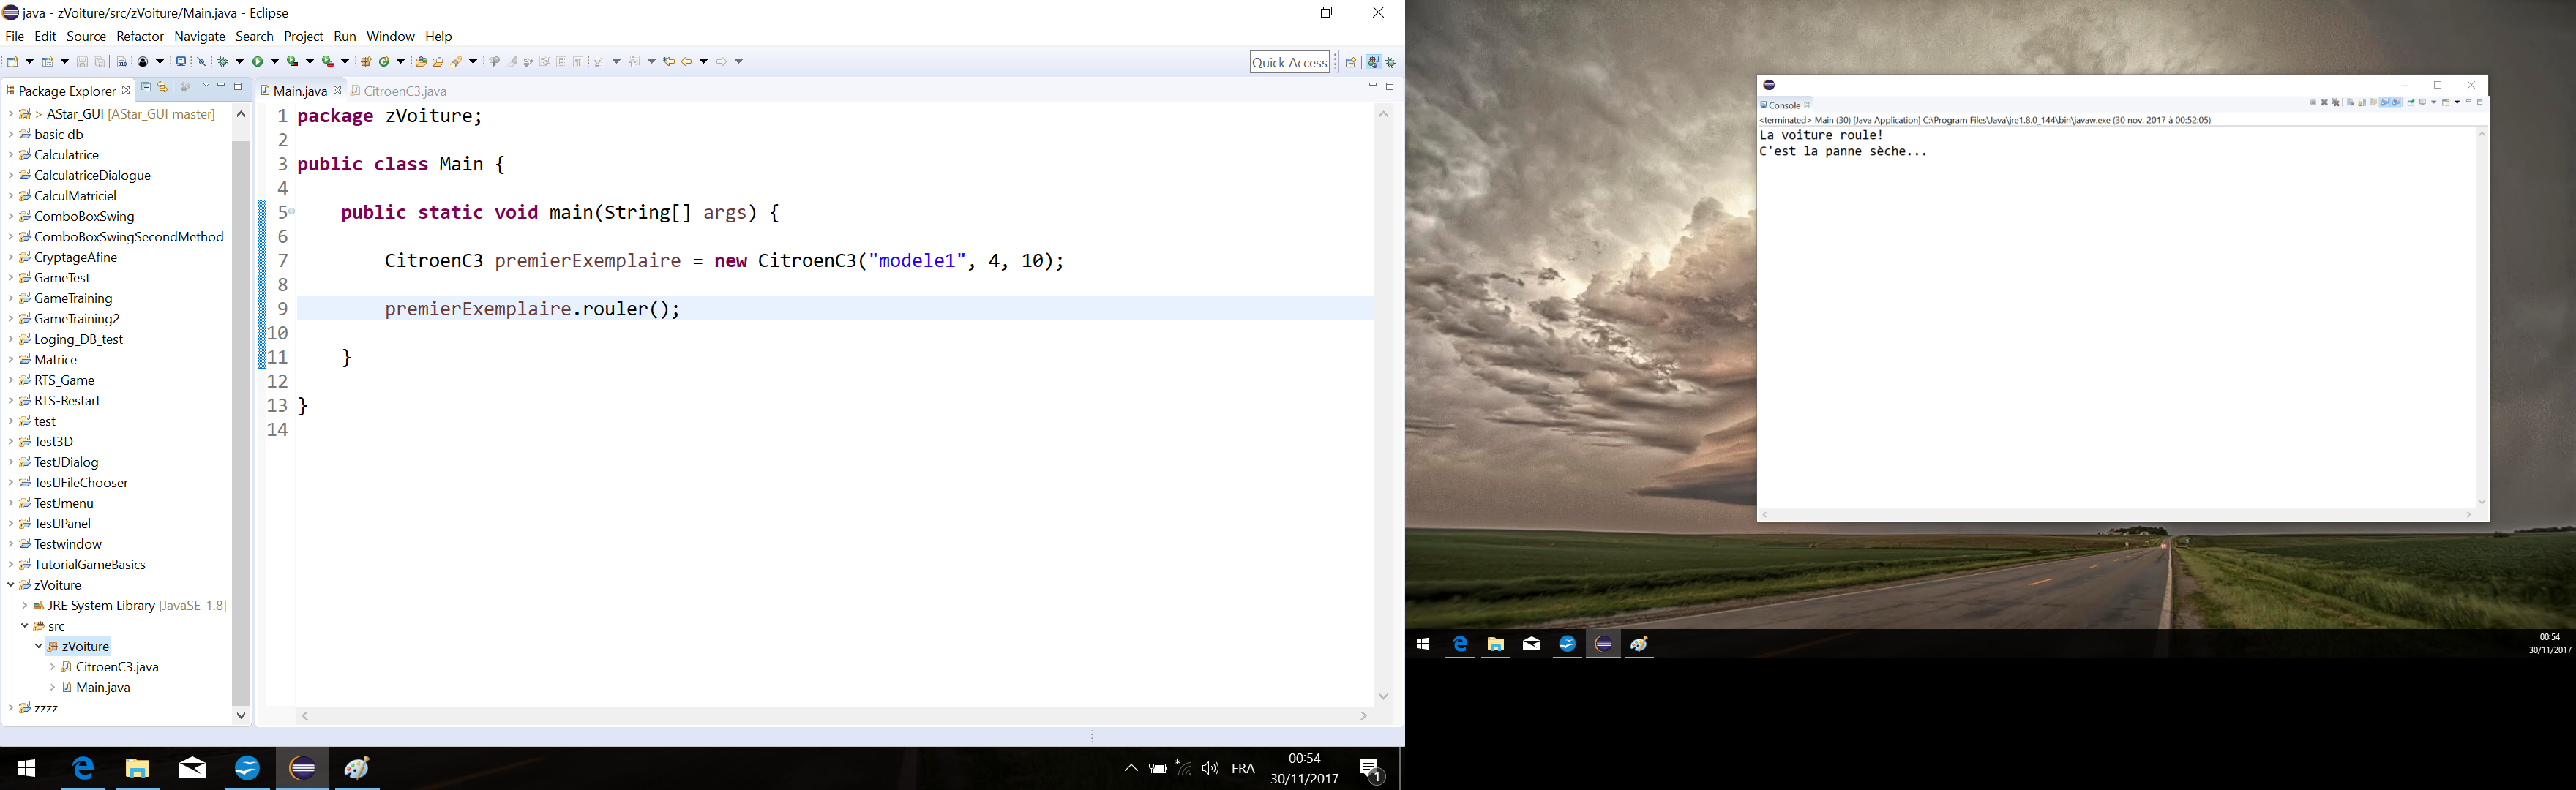 java - zVoiture/src/zVoiture/Main.java - Eclipse
File Edit Source Refactor Navigate Search Project Run Window Help
Quick Access
Package Explorer
> AStar_GUI [AStar_GUI master]
basic db
Calculatrice
CalculatriceDialogue
CalculMatriciel
ComboBoxSwing
ComboBoxSwingSecondMethod
CryptageAfine
GameTest
GameTraining
GameTraining2
Loging_DB_test
Matrice
RTS_Game
RTS-Restart
test
Test3D
TestJDialog
TestJFileChooser
TestJmenu
TestJPanel
Testwindow
TutorialGameBasics
zVoiture
JRE System Library [JavaSE-1.8]
src
zVoiture
CitroenC3.java
Main.java
zzzz
Main.java CitroenC3.java
1 package zVoiture;
2
3 public class Main {
4
5 public static void main(String[] args) {
6
7 CitroenC3 premierExemplaire = new CitroenC3("modele1", 4, 10);
8
9 premierExemplaire.rouler();
10
11 }
12
13 }
14
FRA
00:54
30/11/2017
1
Console
<terminated> Main (30) [Java Application] C:\Program Files\Java\jre1.8.0_144\bin\javaw.exe (30 nov. 2017 à 00:52:05)
La voiture roule!
C'est la panne sèche...
00:54
30/11/2017